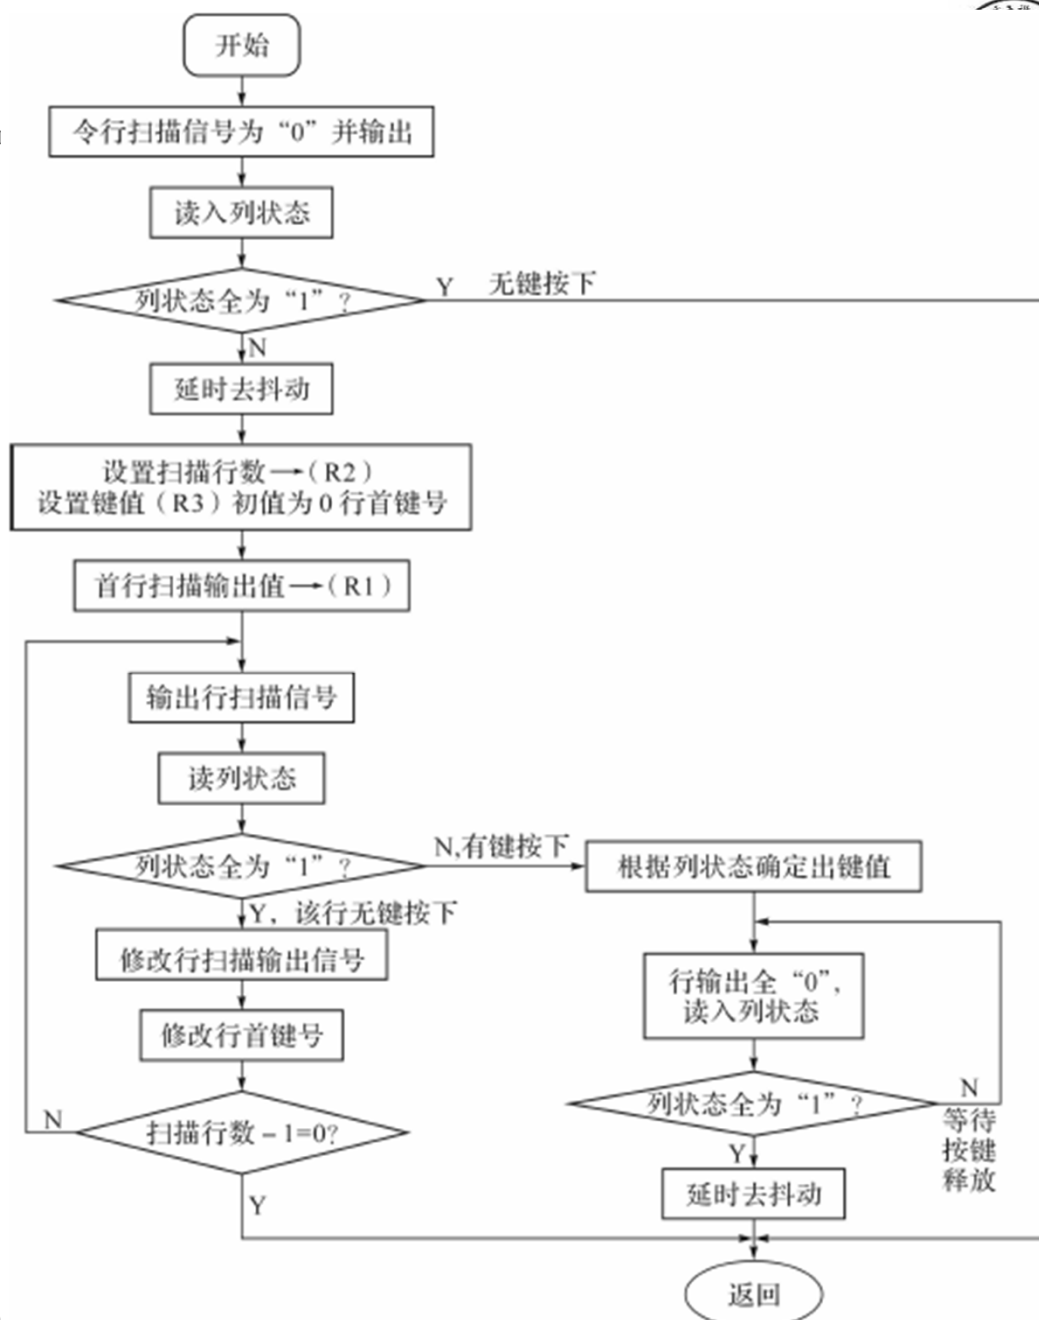 开始
令行扫描信号为“0”并输出
读入列状态
列状态全为“1”？
Y
无键按下
N
延时去抖动
设置扫描行数→(R2)
设置键值(R3)初值为0行首键号
首行扫描输出值→(R1)
输出行扫描信号
读列状态
列状态全为“1”？
N,有键按下
根据列状态确定出键值
Y，该行无键按下
修改行扫描输出信号
行输出全“0”,
读入列状态
修改行首键号
列状态全为“1”？
N
等待
按键
释放
N
扫描行数－1=0?
Y
延时去抖动
Y
返回